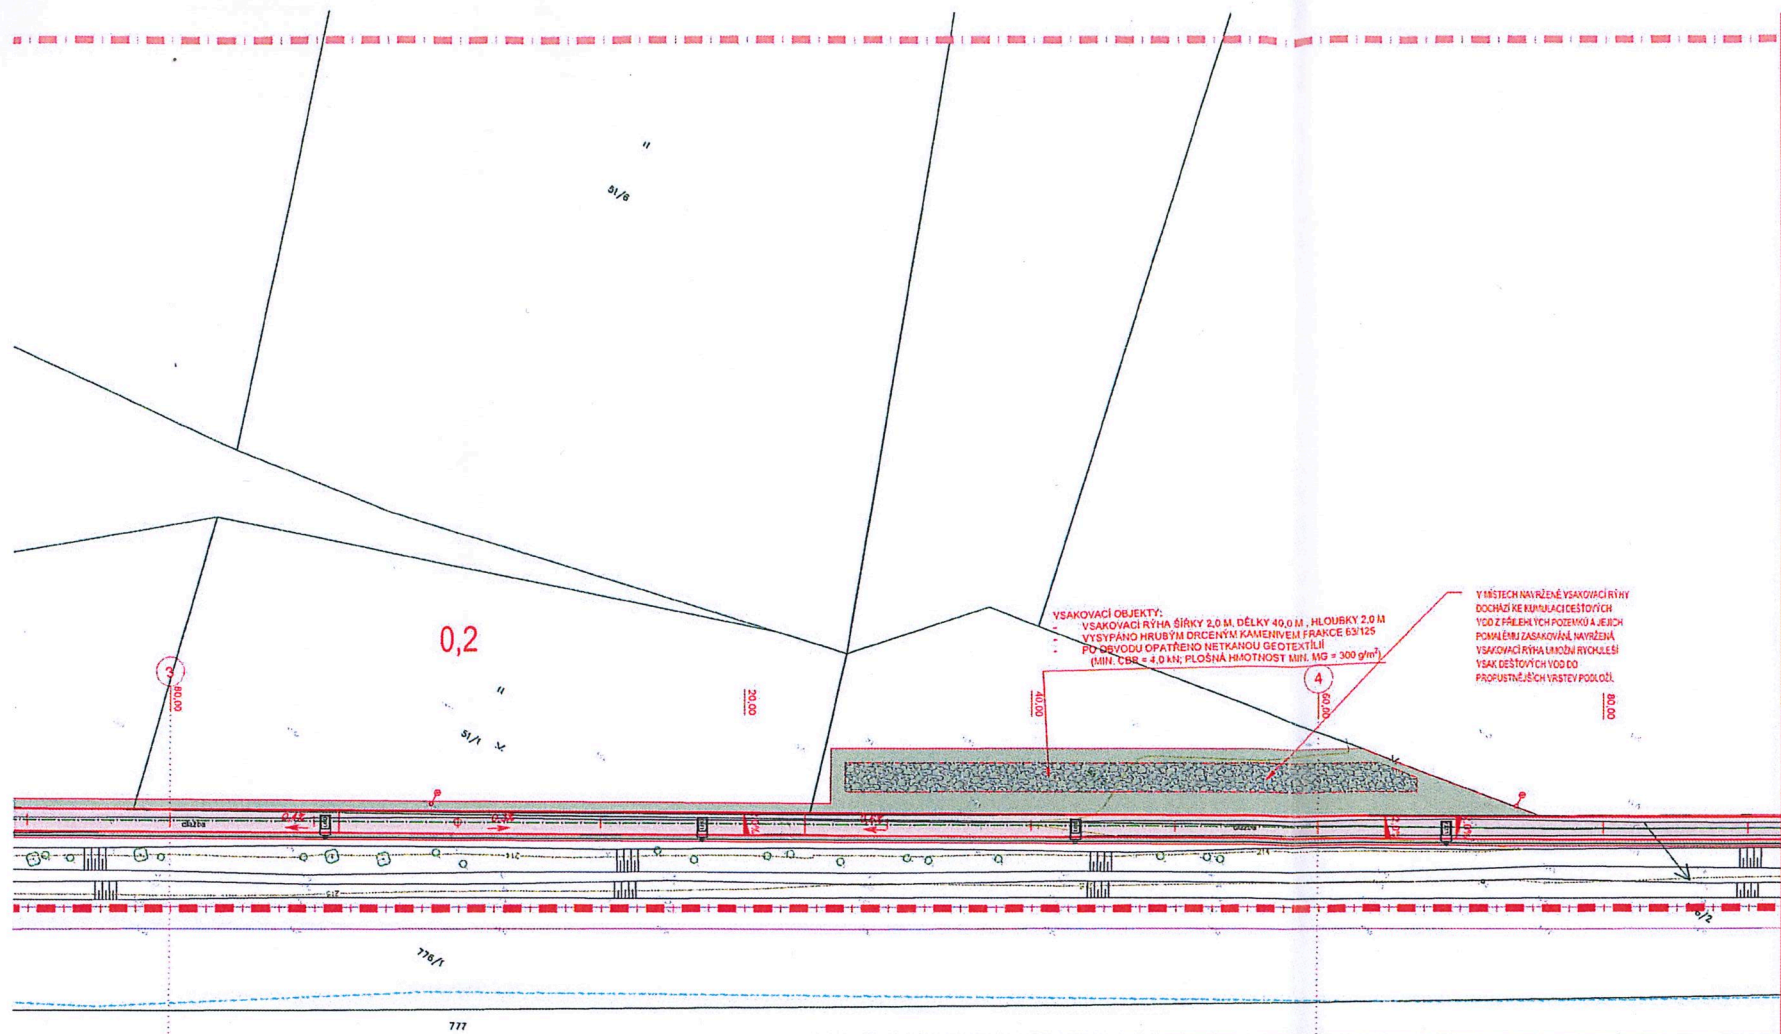 "
51/6
0,2
VSAKOVACÍ OBJEKTY:
- VSAKOVACÍ RÝHA ŠÍŘKY 2,0 M, DÉLKY 40,0 M , HLOUBKY 2,0 M
- VYSYPÁNO HRUBÝM DRCENÝM KAMENIVEM FRAKCE 63/125
- PO OBVODU OPATŘENO NETKANOU GEOTEXTÍLIÍ
(MIN. CBR = 4,0 kN; PLOŠNÁ HMOTNOST MIN. MG = 300 g/m²)
V MÍSTECH NAVRŽENÉ VSAKOVACÍ RÝHY
DOCHÁZÍ KE KUMULACI DEŠŤOVÝCH
VOD Z PŘILEHLÝCH POZEMKŮ A JEJICH
POMALÉMU ZASAKOVÁNÍ, NAVRŽENÁ
VSAKOVACÍ RÝHA UMOŽNÍ RYCHLEJŠÍ
VSAK DEŠŤOVÝCH VOD DO
PROPUSTNĚJŠÍCH VRSTEV PODLOŽÍ.
3
80,00
20,00
40,00
4
60,00
80,00
"
51/1
dlažba
776/1
777